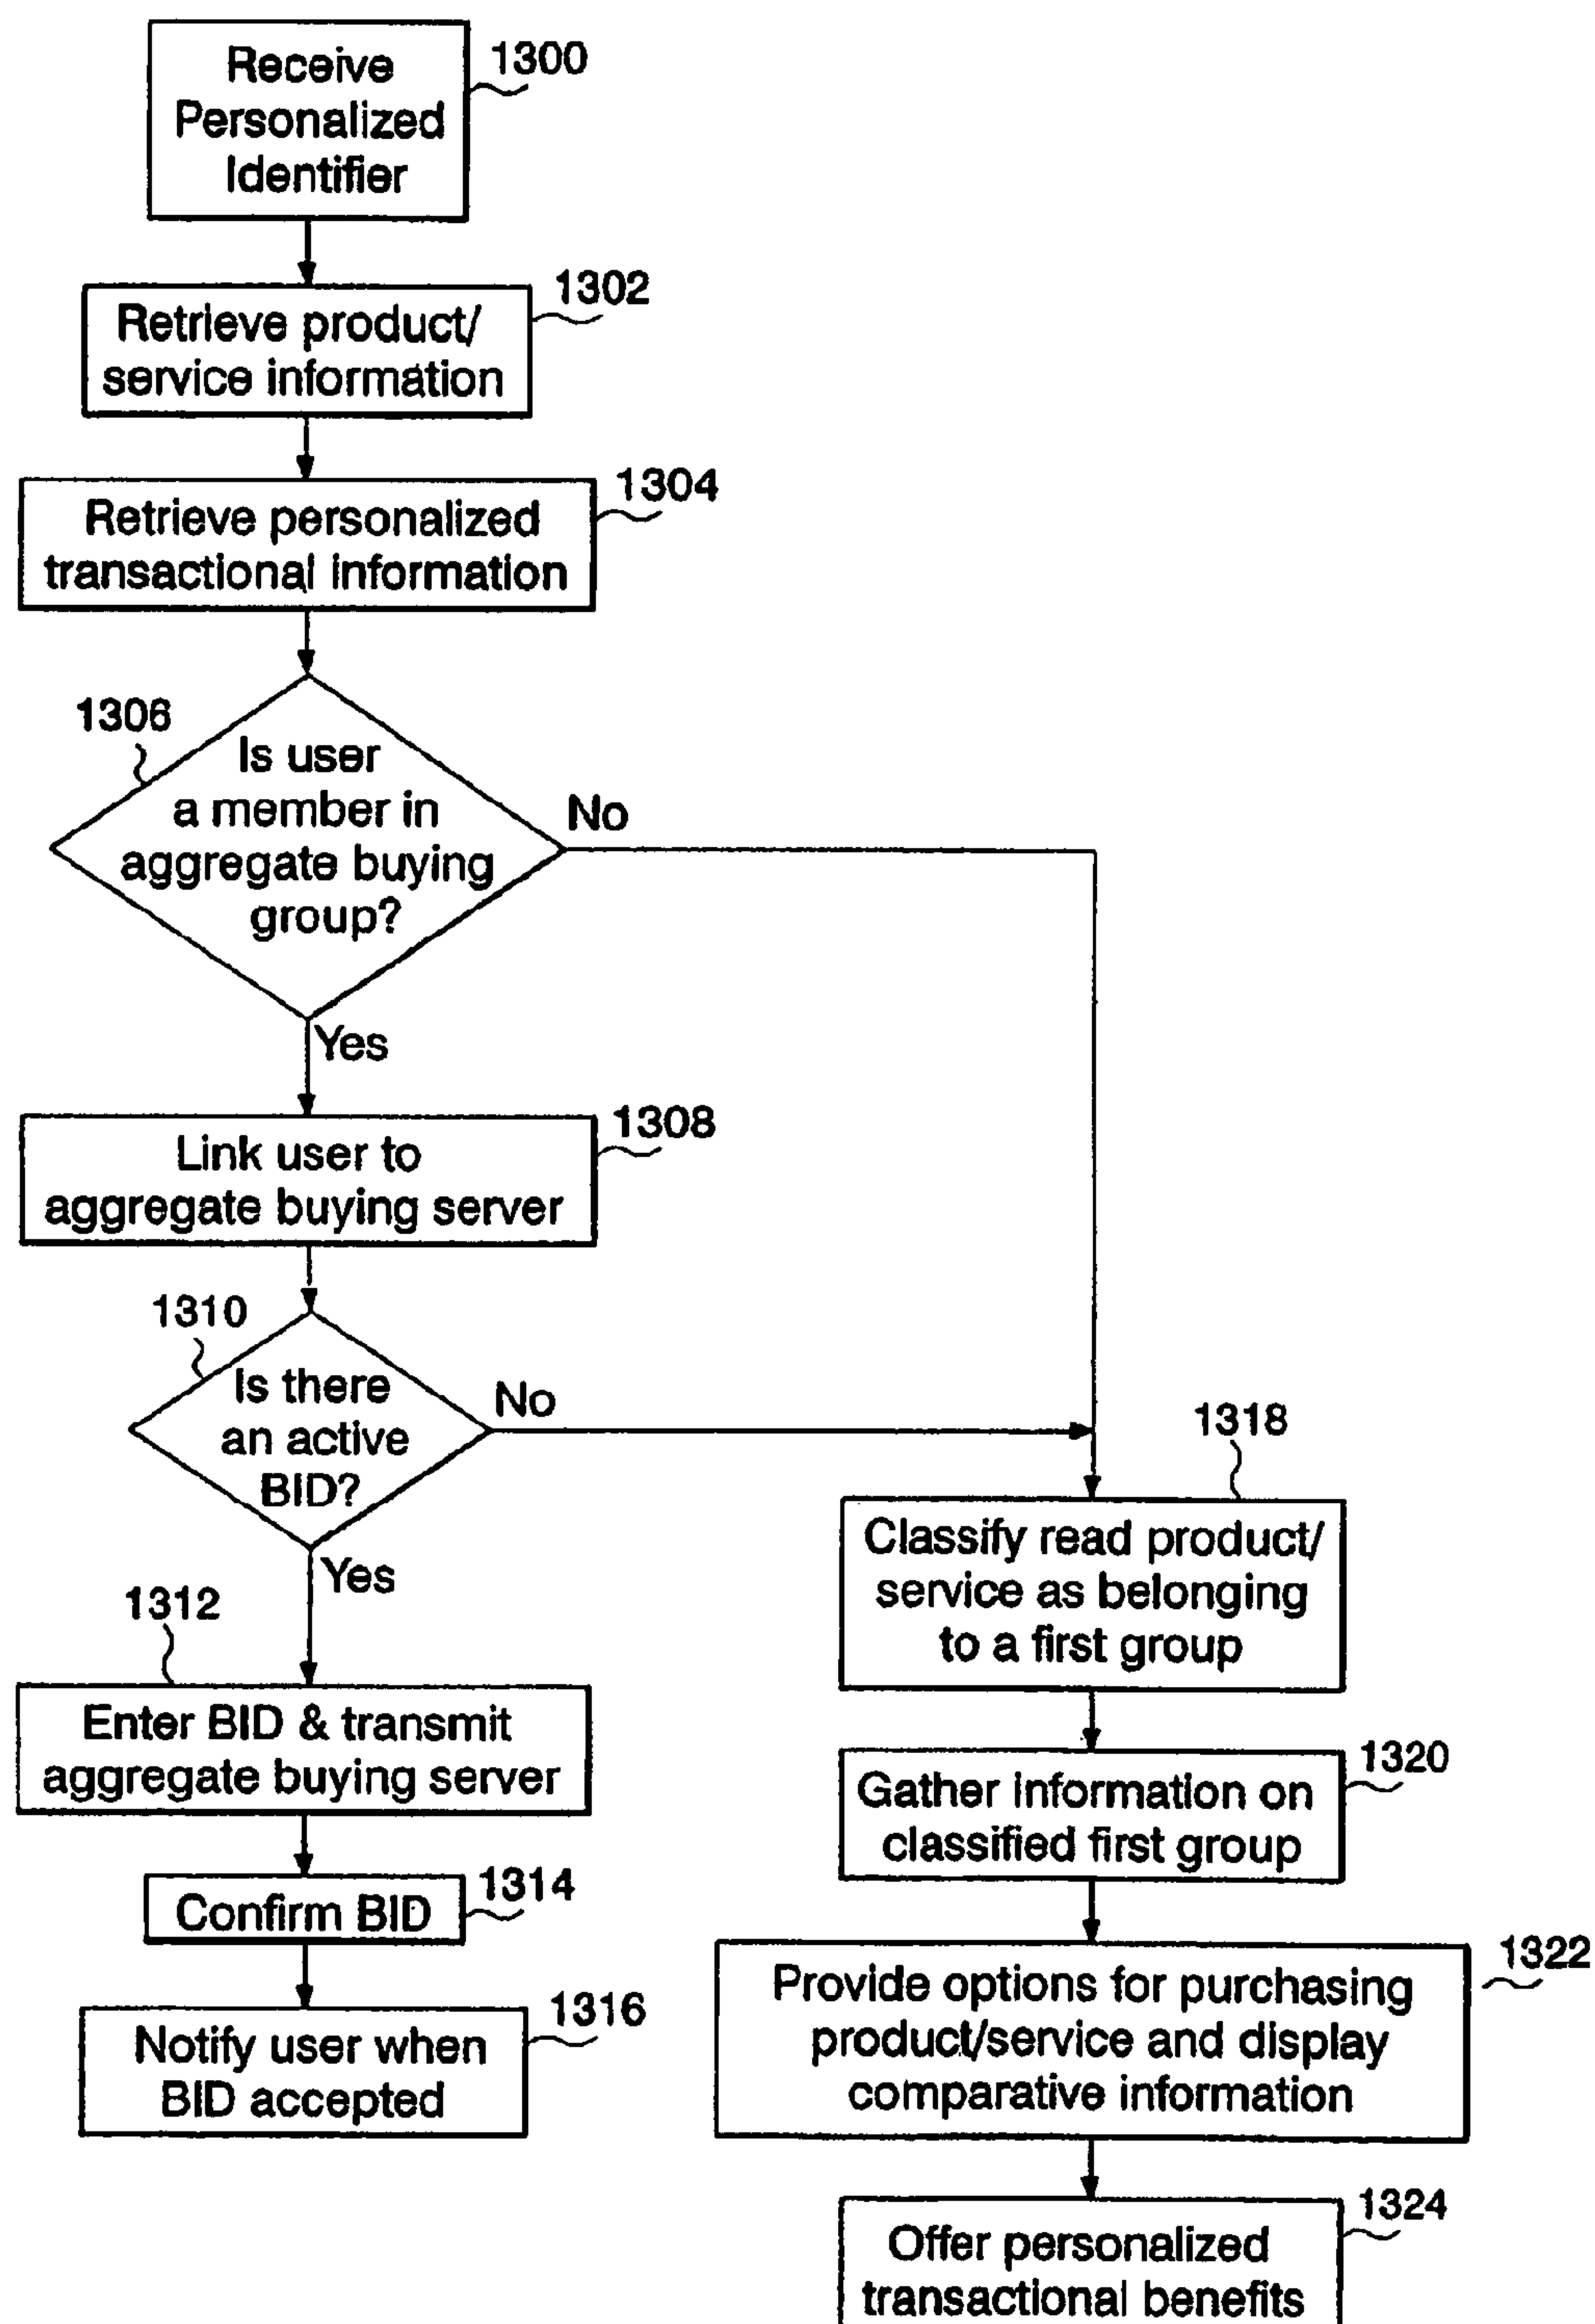 Receive
Personalized
Identifier
1300
Retrieve product/
service information
1302
Retrieve personalized
transactional information
1304
1306
Is user
a member in
aggregate buying
group?
No
Yes
Link user to
aggregate buying server
1308
1310
Is there
an active
BID?
No
Yes
1312
Enter BID & transmit
aggregate buying server
Confirm BID
1314
Notify user when
BID accepted
1316
1318
Classify read product/
service as belonging
to a first group
Gather information on
classified first group
1320
Provide options for purchasing
product/service and display
comparative information
1322
Offer personalized
transactional benefits
1324